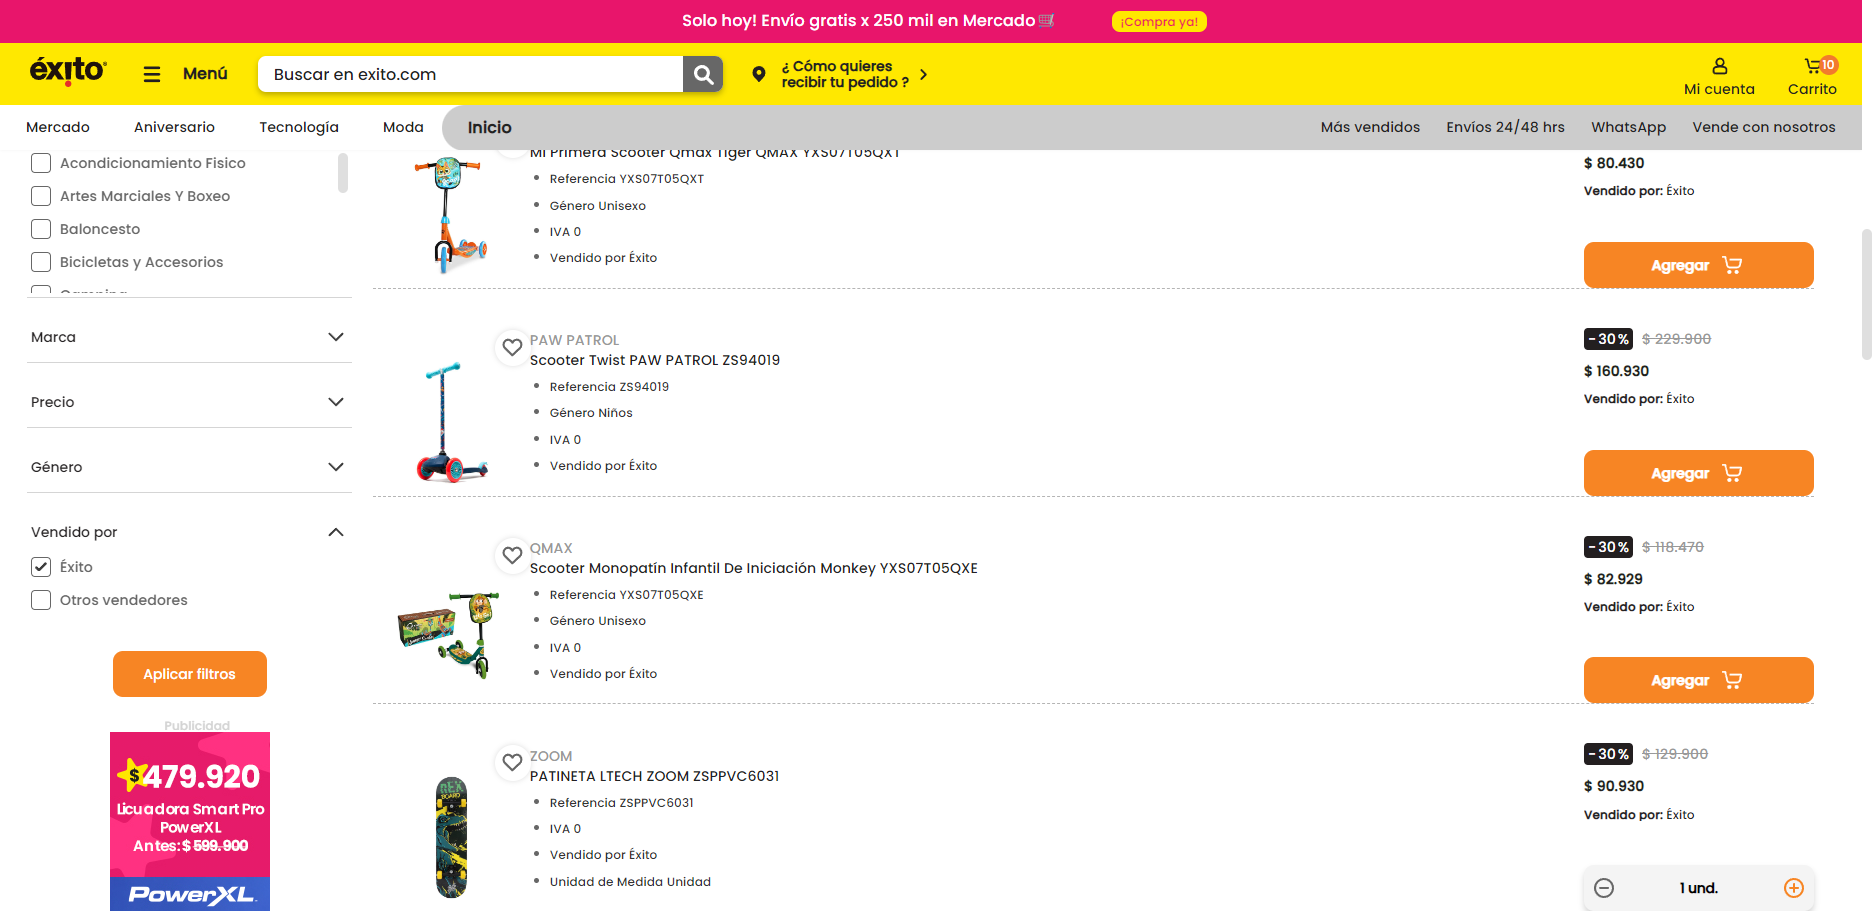 Solo hoy! Envío gratis x 250 mil en Mercado
¡Compra ya!
éxito
Menú
Buscar en exito.com
¿ Cómo quieres
recibir tu pedido ?
Mi cuenta
10
Carrito
Mercado
Aniversario
Tecnología
Moda
Inicio
Más vendidos
Envíos 24/48 hrs
WhatsApp
Vende con nosotros
Acondicionamiento Fisico
Artes Marciales Y Boxeo
Baloncesto
Bicicletas y Accesorios
Camping
Marca
Precio
Género
Vendido por
Éxito
Otros vendedores
Aplicar filtros
Publicidad
$479.920
Licuadora Smart Pro
PowerXL
Antes: $ 599.900
PowerXL
Mi Primera Scooter Qmax Tiger QMAX YXS07T05QXT
Referencia YXS07T05QXT
Género Unisexo
IVA 0
Vendido por Éxito
$ 80.430
Vendido por: Éxito
Agregar
PAW PATROL
Scooter Twist PAW PATROL ZS94019
Referencia ZS94019
Género Niños
IVA 0
Vendido por Éxito
-30% $ 229.900
$ 160.930
Vendido por: Éxito
Agregar
QMAX
Scooter Monopatín Infantil De Iniciación Monkey YXS07T05QXE
Referencia YXS07T05QXE
Género Unisexo
IVA 0
Vendido por Éxito
-30% $ 118.470
$ 82.929
Vendido por: Éxito
Agregar
ZOOM
PATINETA LTECH ZOOM ZSPPVC6031
Referencia ZSPPVC6031
IVA 0
Vendido por Éxito
Unidad de Medida Unidad
REX
BOARD
-30% $ 129.900
$ 90.930
Vendido por: Éxito
1 und.